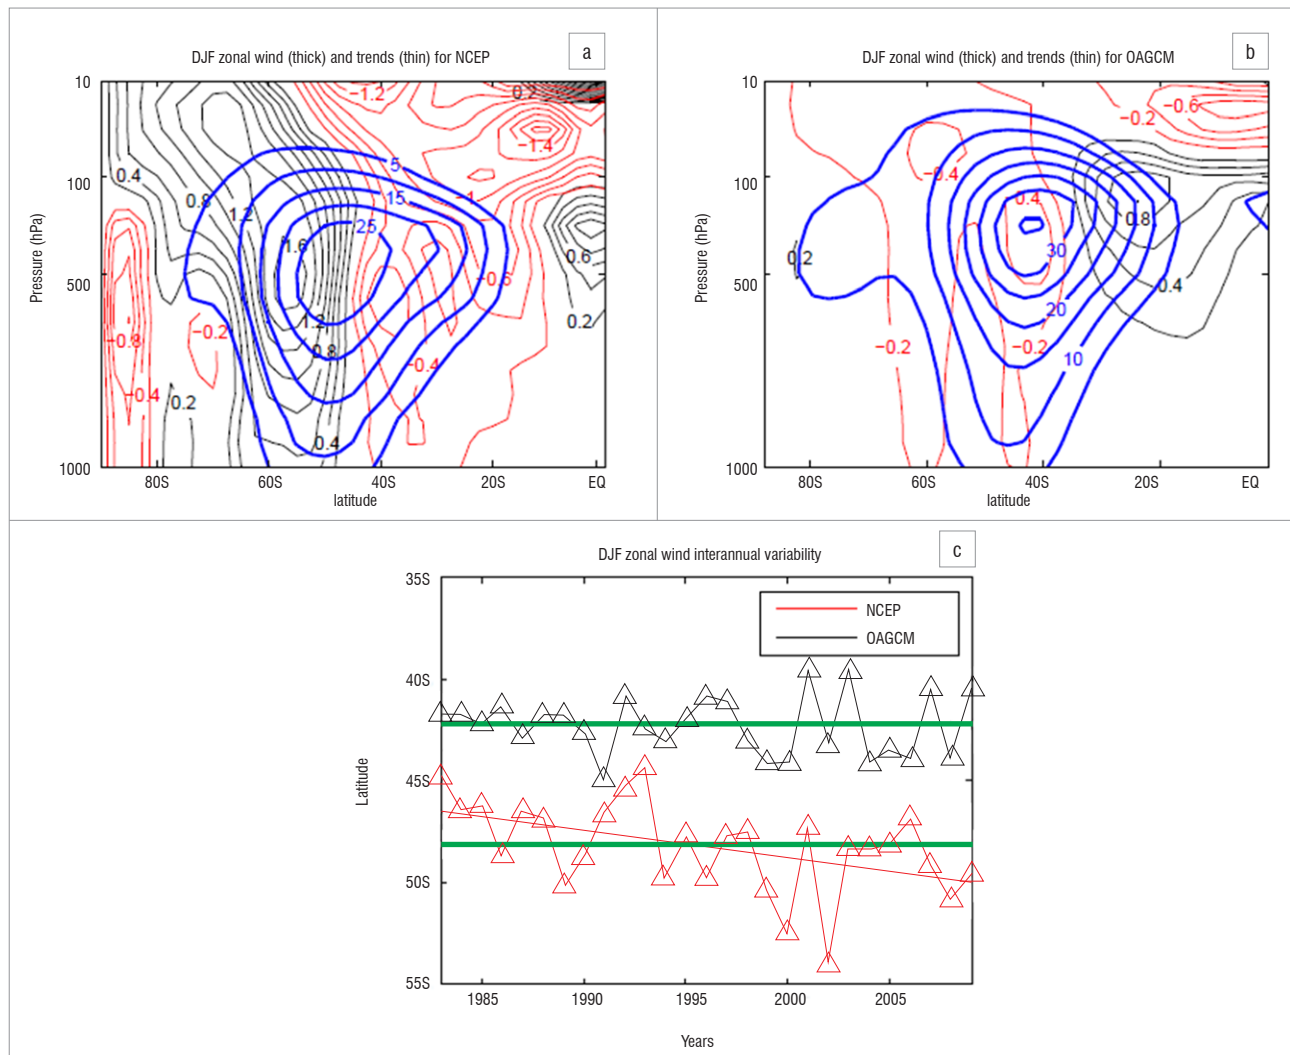 DJF zonal wind (thick) and trends (thin) for NCEP
a
10
100
500
1000
Pressure (hPa)
80S
60S
40S
20S
EQ
latitude
−1.2
0.2
−1.4
0.4
0.8
1.2
1.6
5
15
25
−1
−0.6
0.6
0.2
−0.8
−0.2
−0.4
0.2
1.2
0.8
−0.4
0.4
DJF zonal wind (thick) and trends (thin) for OAGCM
b
10
100
500
1000
Pressure (hPa)
80S
60S
40S
20S
EQ
latitude
−0.2
−0.6
−0.4
0.4
0.8
0.2
30
0.4
20
−0.2
−0.2
10
DJF zonal wind interannual variability
c
NCEP
OAGCM
35S
40S
45S
50S
55S
Latitude
1985
1990
1995
2000
2005
Years